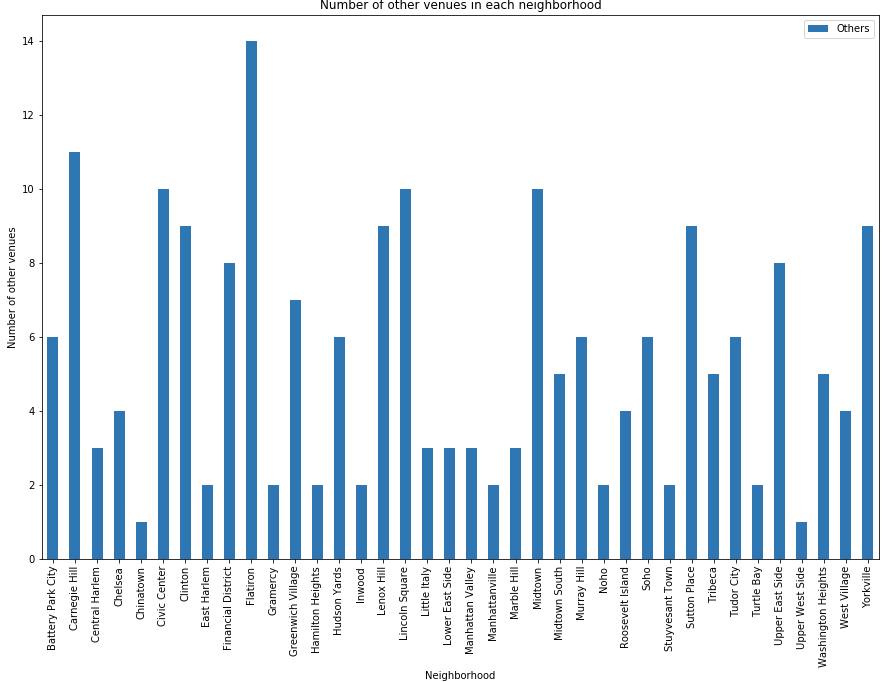 Number of other venues in each neighborhood
Others
Number of other venues
14
12
10
8
6
4
2
0
Battery Park City
Carnegie Hill
Central Harlem
Chelsea
Chinatown
Civic Center
Clinton
East Harlem
Financial District
Flatiron
Gramercy
Greenwich Village
Hamilton Heights
Hudson Yards
Inwood
Lenox Hill
Lincoln Square
Little Italy
Lower East Side
Manhattan Valley
Manhattanville
Marble Hill
Midtown
Midtown South
Murray Hill
Noho
Roosevelt Island
Soho
Stuyvesant Town
Sutton Place
Tribeca
Tudor City
Turtle Bay
Upper East Side
Upper West Side
Washington Heights
West Village
Yorkville
Neighborhood